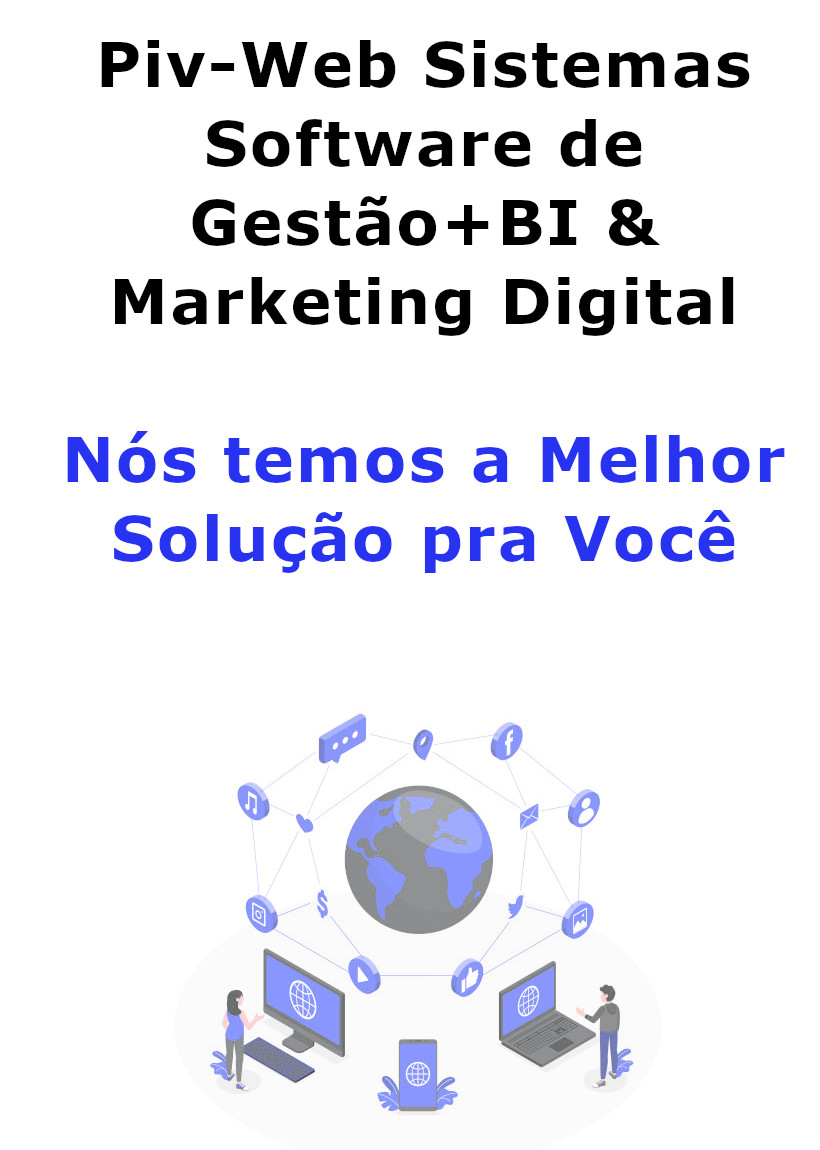 Piv-Web Sistemas
Software de
Gestão+BI &
Marketing Digital
Nós temos a Melhor
Solução pra Você